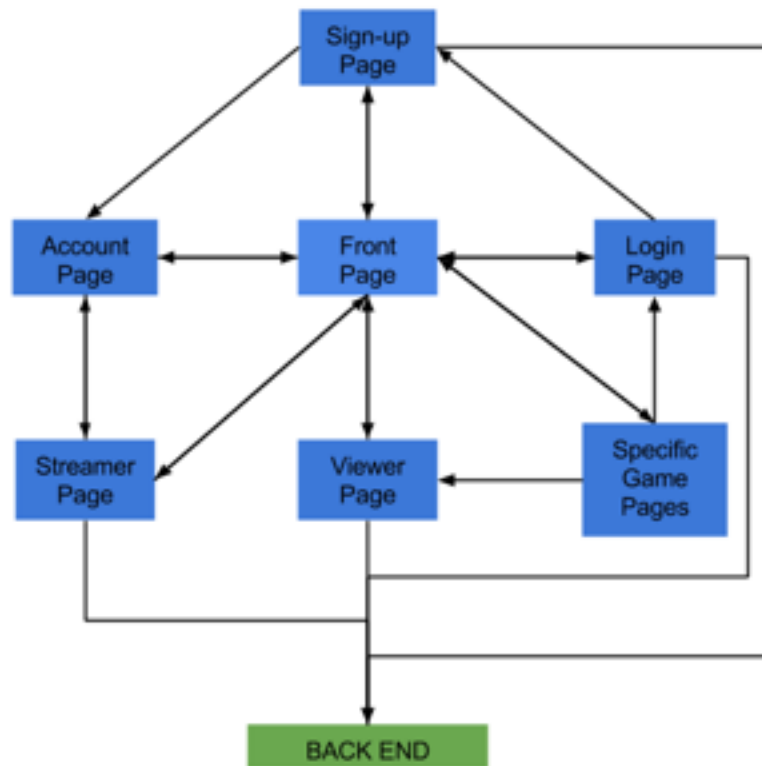 Sign-up
Page
Account
Page
Front
Page
Login
Page
Streamer
Page
Viewer
Page
Specific
Game
Pages
BACK END